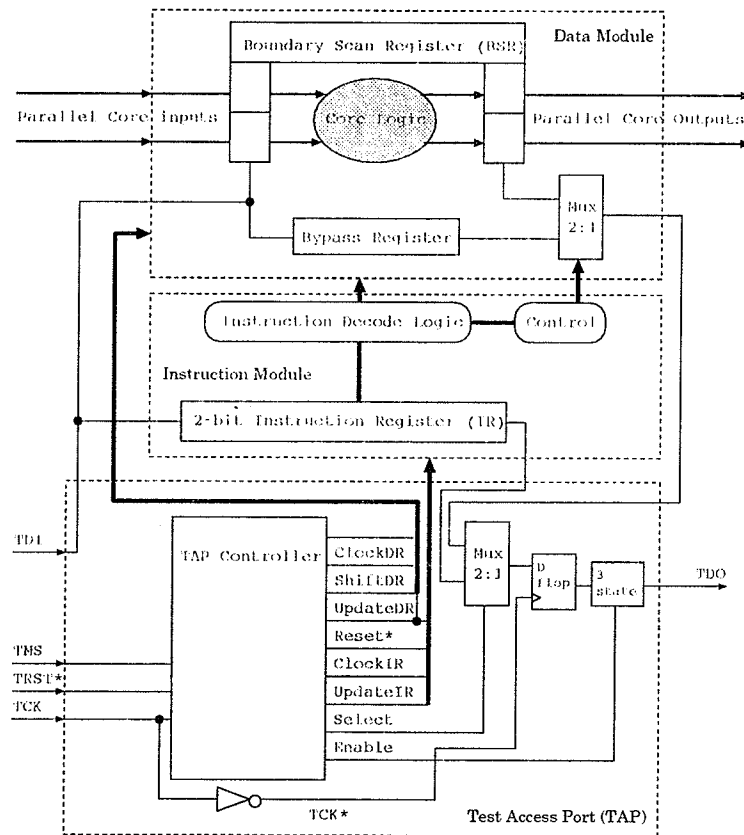 Boundary Scan Register (BSR)
Data Module
Parallel Core Inputs
Core Logic
Parallel Core Outputs
Mux
2:1
Bypass Register
Instruction Decode Logic
Control
Instruction Module
2-bit Instruction Register (IR)
TDI
TAP Controller
ClockDR
ShiftDR
UpdateDR
Reset*
ClockIR
UpdateIR
Select
Enable
Mux
2:1
D
flop
3
state
TDO
TMS
TRST*
TCK
TCK*
Test Access Port (TAP)